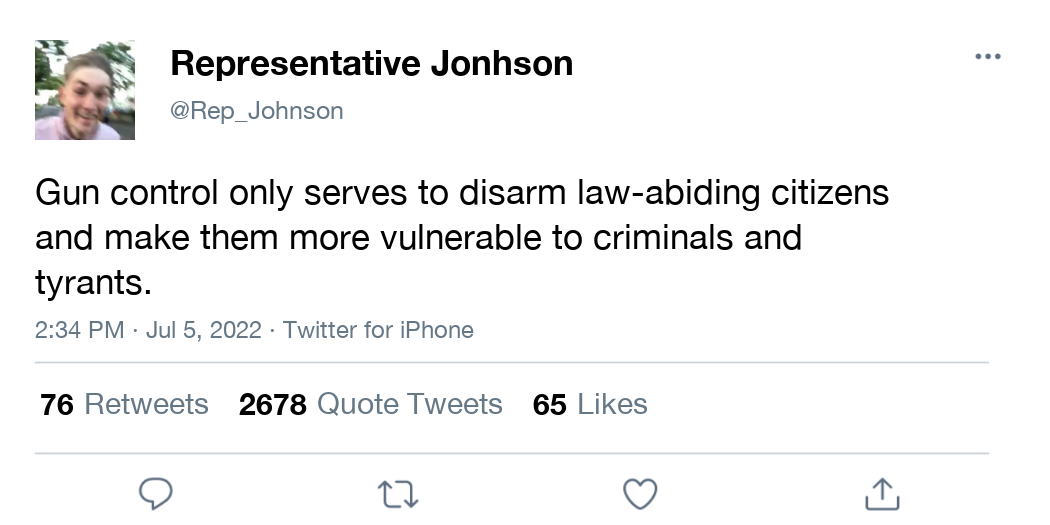 Representative Jonhson
@Rep_Johnson
Gun control only serves to disarm law-abiding citizens
and make them more vulnerable to criminals and
tyrants.
2:34 PM · Jul 5, 2022 · Twitter for iPhone
76 Retweets 2678 Quote Tweets 65 Likes